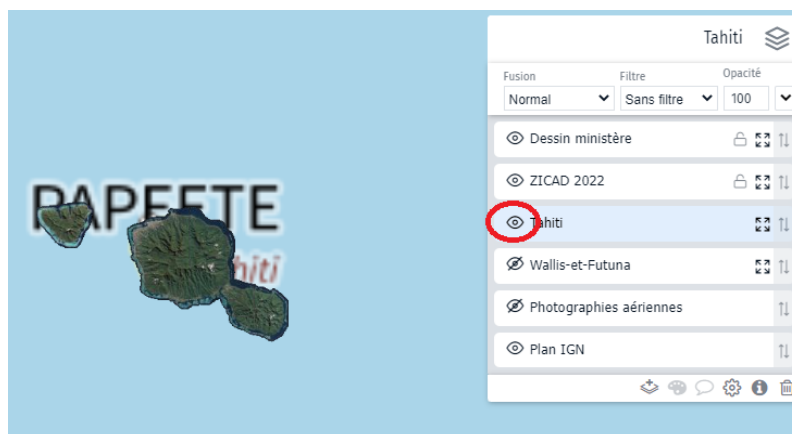 Tahiti
Fusion Filtre Opacité
Normal Sans filtre 100
Dessin ministère
ZICAD 2022
PAPEETE
Tahiti
hiti
Wallis-et-Futuna
Photographies aériennes
Plan IGN